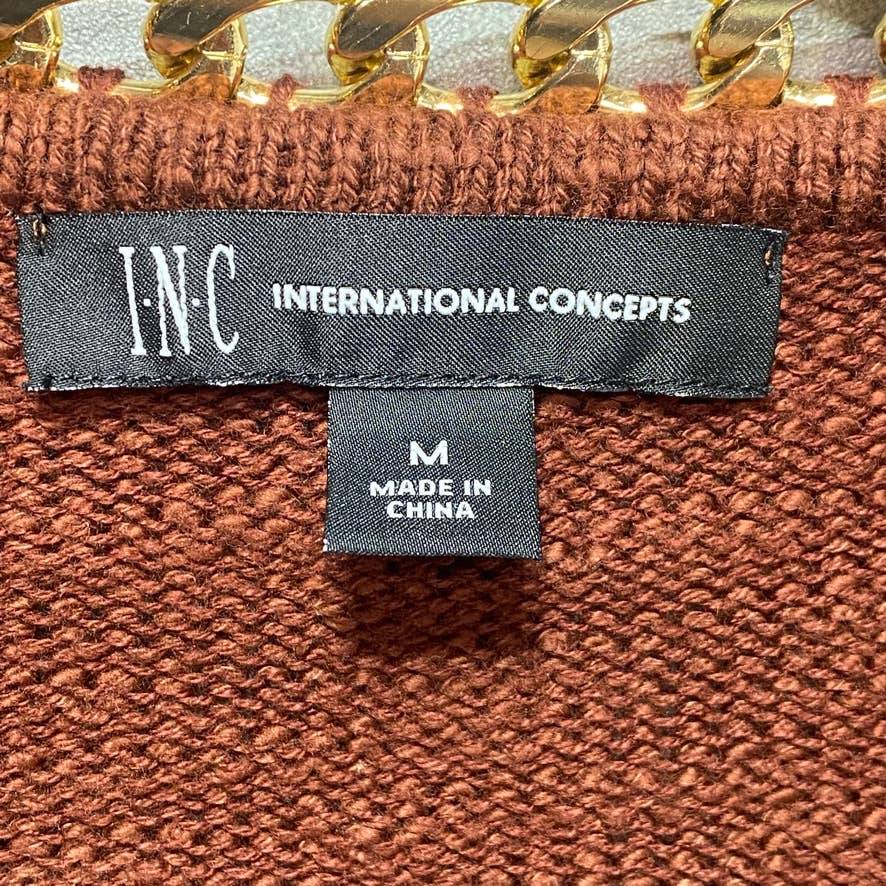 I·N·C INTERNATIONAL CONCEPTS
M
MADE IN
CHINA